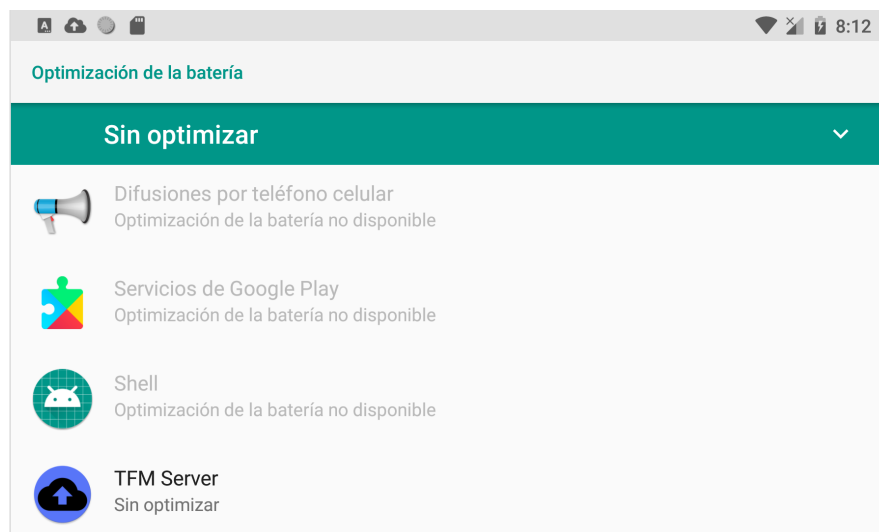 8:12
Optimización de la batería
Sin optimizar
Difusiones por teléfono celular
Optimización de la batería no disponible
Servicios de Google Play
Optimización de la batería no disponible
Shell
Optimización de la batería no disponible
TFM Server
Sin optimizar